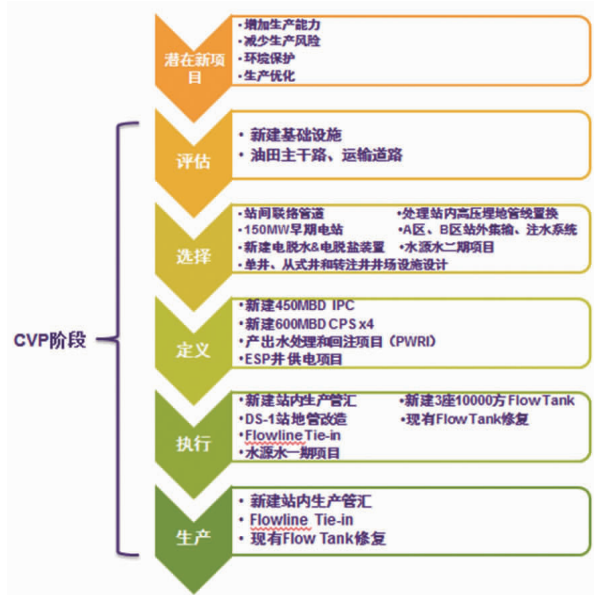 潜在新项目
• 增加生产能力
• 减少生产风险
• 环境保护
• 生产优化
CVP阶段
评估
• 新建基础设施
• 油田主干路、运输道路
选择
• 站间联络管道 • 处理站内高压埋地管线置换
• 150MW早期电站 • A区、B区站外集输、注水系统
• 新建电脱水&电脱盐装置 • 水源水二期项目
• 单井、丛式井和转注井井场设施设计
定义
• 新建450MBD IPC
• 新建600MBD CPS x4
• 产出水处理和回注项目（PWRI）
• ESP井供电项目
执行
• 新建站内生产管汇 • 新建3座10000方Flow Tank
• DS-1站地管改造 • 现有Flow Tank修复
• Flowline Tie-in
• 水源水一期项目
生产
• 新建站内生产管汇
• Flowline Tie-in
• 现有Flow Tank修复